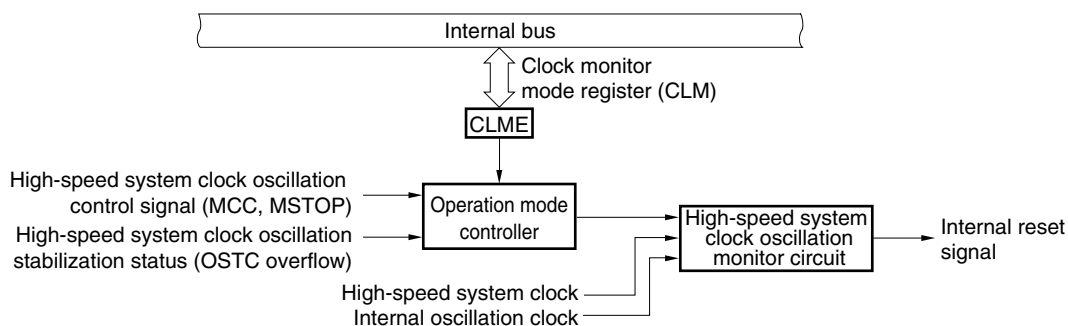 Internal bus
Clock monitor
mode register (CLM)
CLME
High-speed system clock oscillation
control signal (MCC, MSTOP)
High-speed system clock oscillation
stabilization status (OSTC overflow)
Operation mode
controller
High-speed system
clock oscillation
monitor circuit
Internal reset
signal
High-speed system clock
Internal oscillation clock